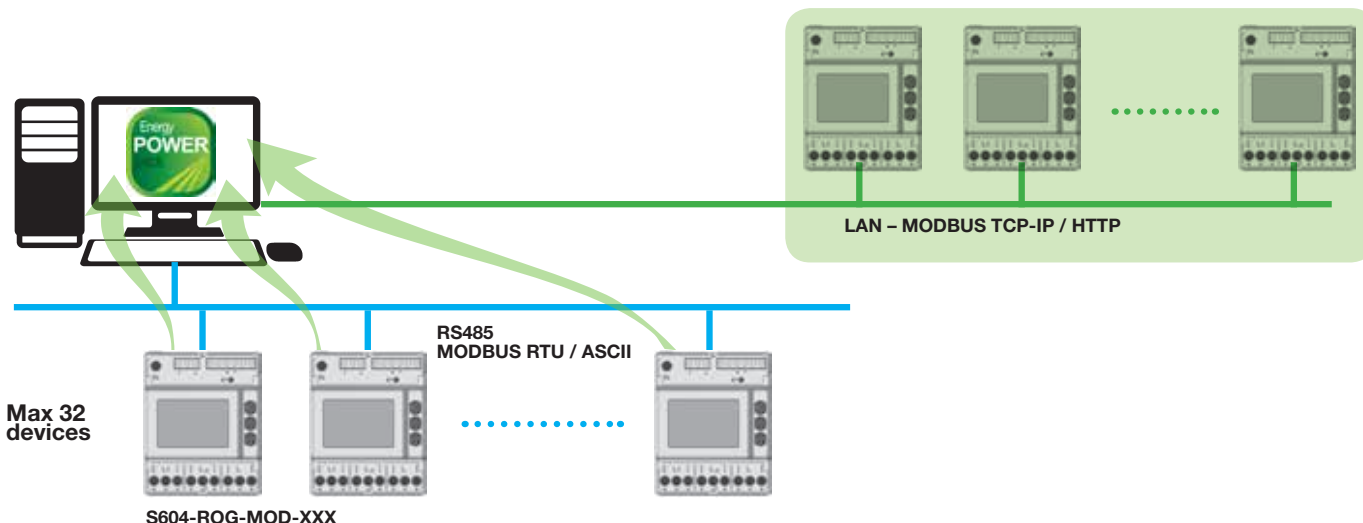 Energy
POWER
LAN – MODBUS TCP-IP / HTTP
RS485
MODBUS RTU / ASCII
Max 32
devices
S604-ROG-MOD-XXX